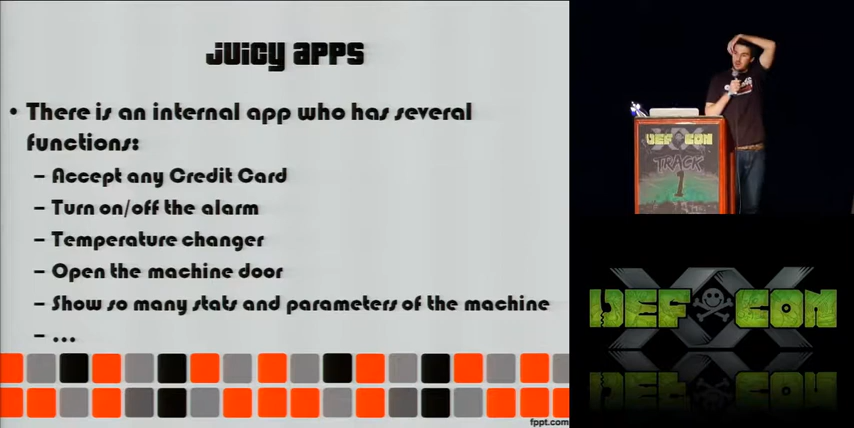 Juicy Apps
• There is an internal app who has several
functions:
– Accept any Credit Card
– Turn on/off the alarm
– Temperature changer
– Open the machine door
– Show so many stats and parameters of the machine
– ...
fppt.com
DEF CON
TRACK
1
XX
DEF CON